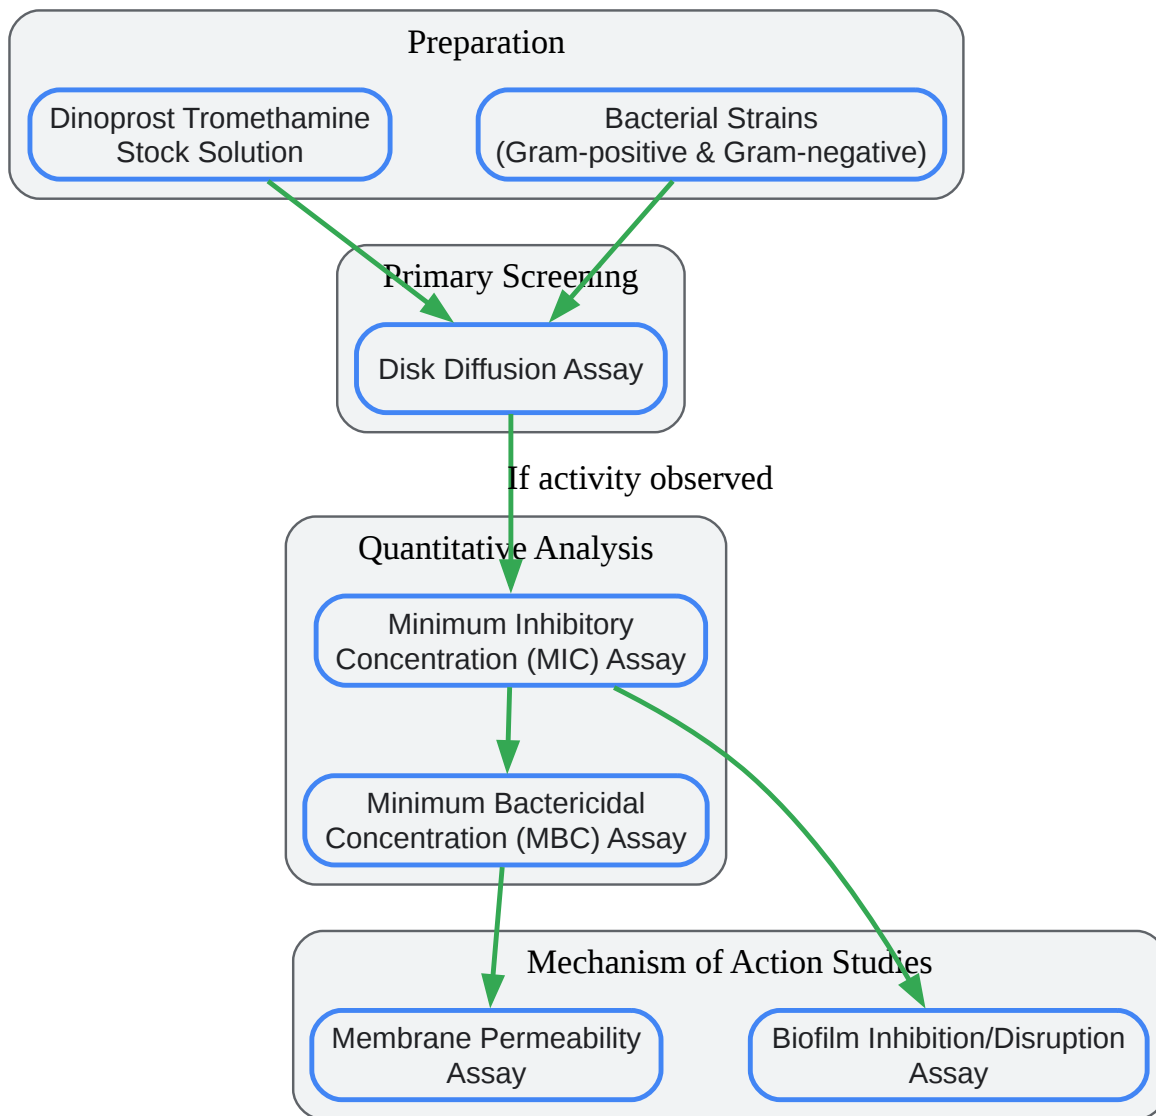 Preparation
Dinoprost Tromethamine
Stock Solution
Bacterial Strains
(Gram-positive & Gram-negative)
Primary Screening
Disk Diffusion Assay
If activity observed
Quantitative Analysis
Minimum Inhibitory
Concentration (MIC) Assay
Minimum Bactericidal
Concentration (MBC) Assay
Mechanism of Action Studies
Membrane Permeability
Assay
Biofilm Inhibition/Disruption
Assay